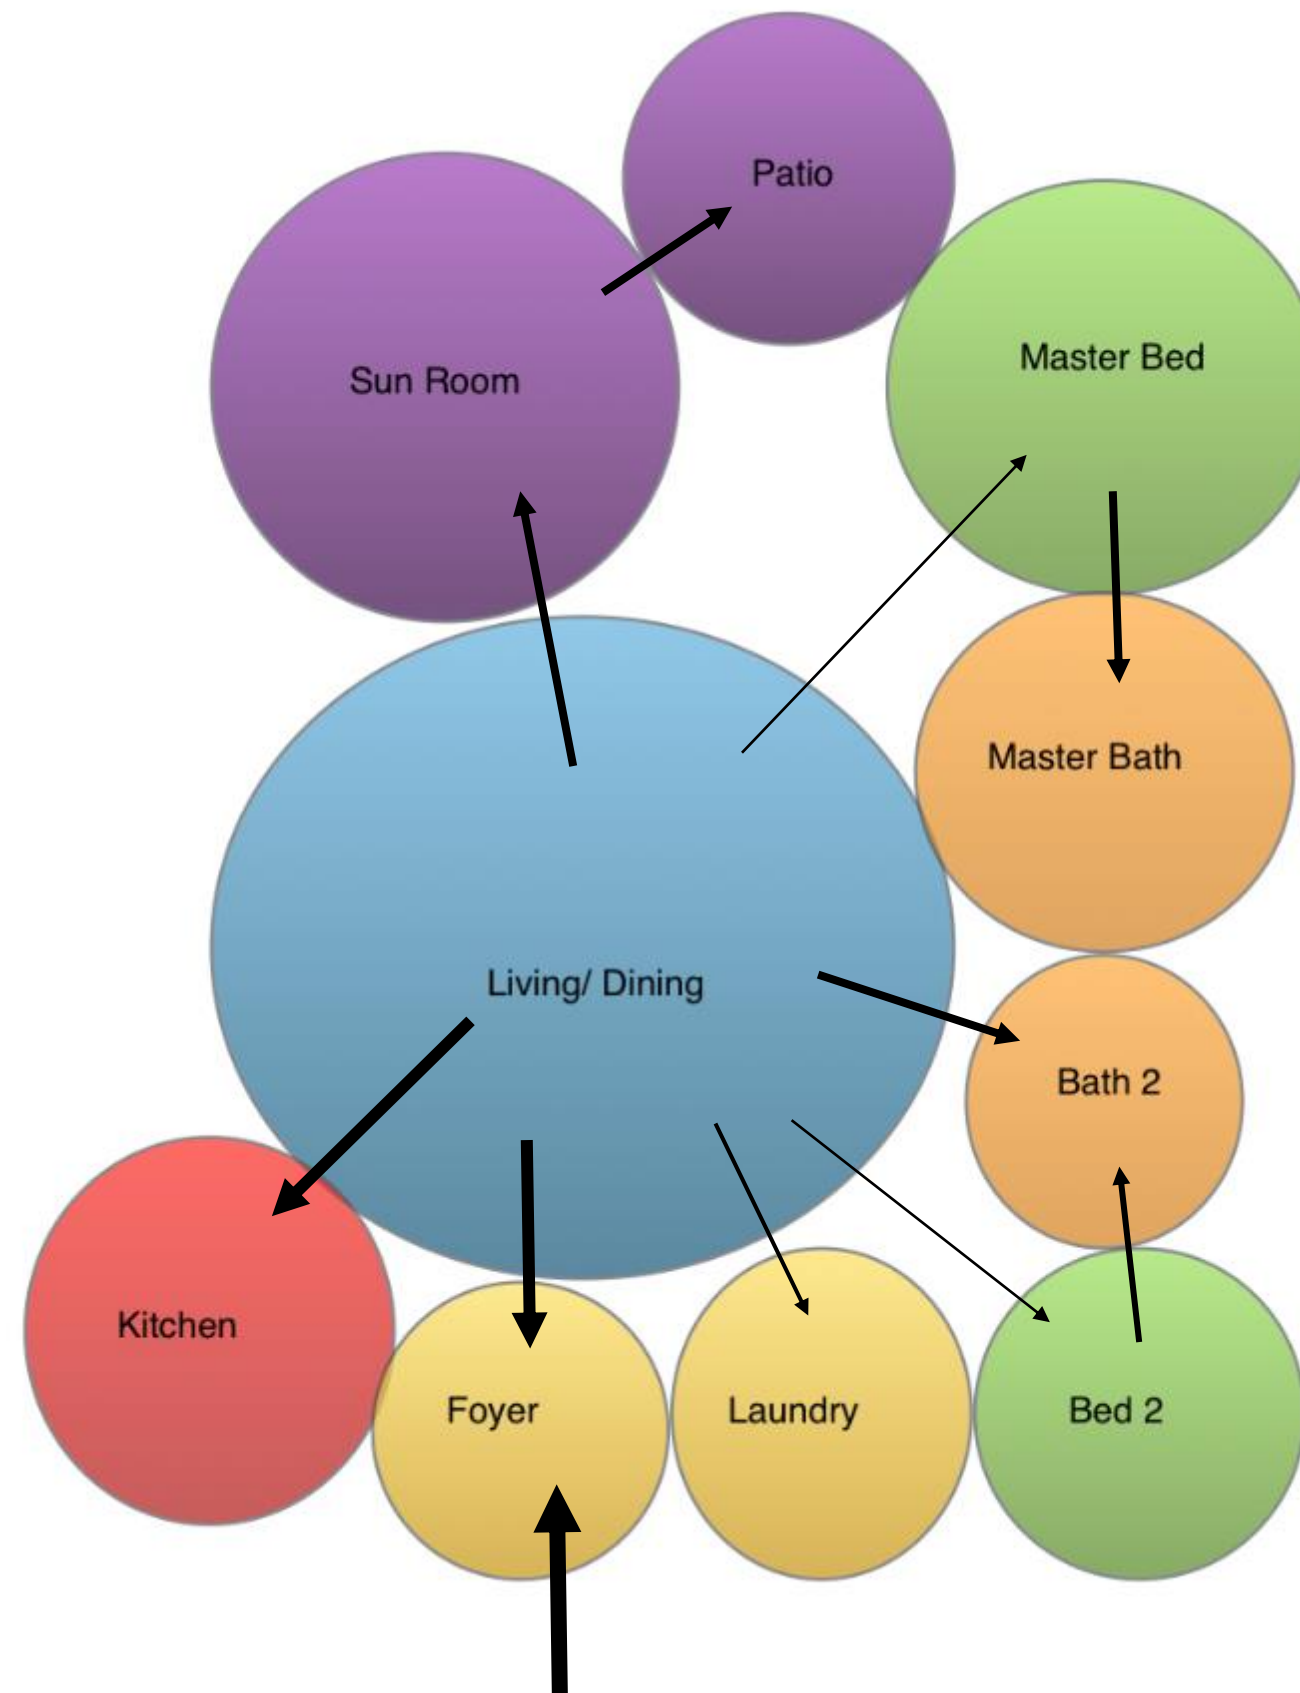 Patio
Sun Room
Master Bed
Master Bath
Living/ Dining
Bath 2
Kitchen
Foyer
Laundry
Bed 2